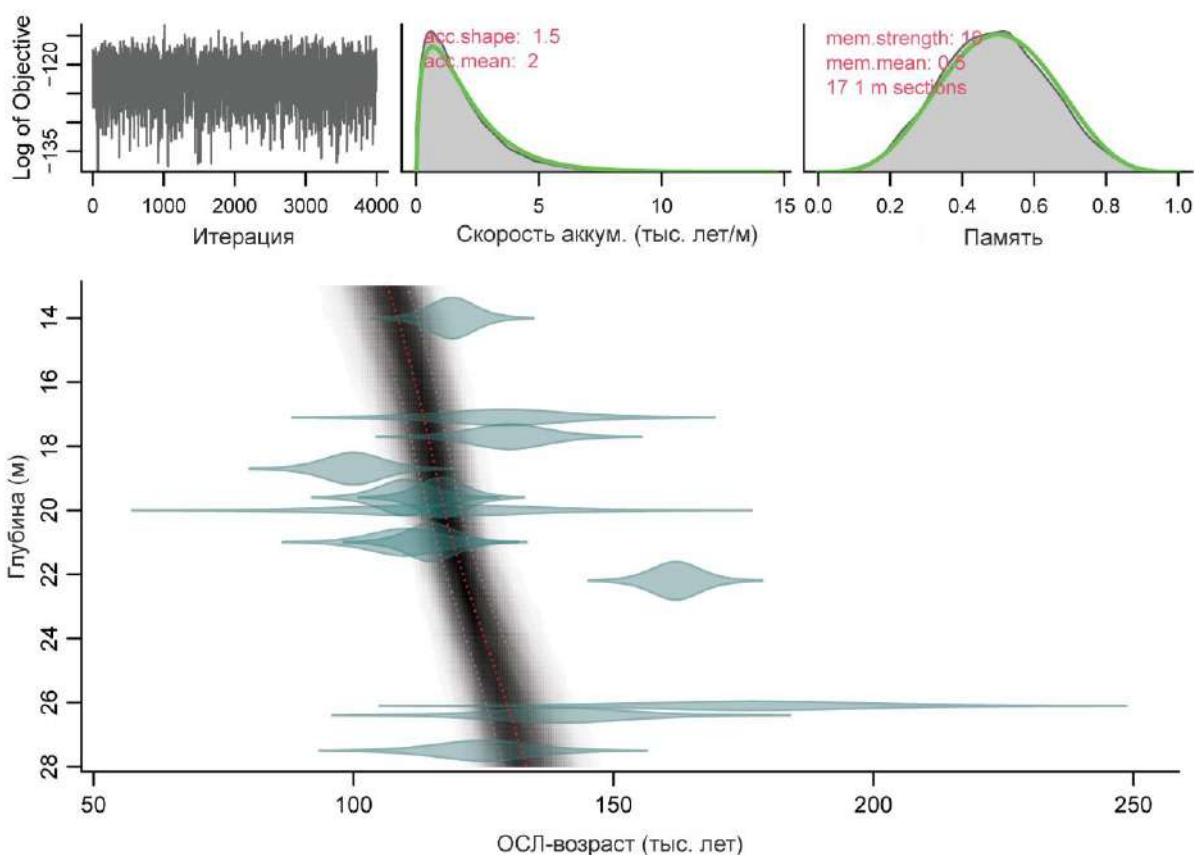 Log of Objective
-120
-135
0 1000 2000 3000 4000
Итерация
acc.shape: 1.5
acc.mean: 2
0 5 10 15
Скорость аккум. (тыс. лет/м)
mem.strength: 10
mem.mean: 0.5
17 1 m sections
0.0 0.2 0.4 0.6 0.8 1.0
Память
Глубина (м)
14
16
18
20
22
24
26
28
50 100 150 200 250
ОСЛ-возраст (тыс. лет)